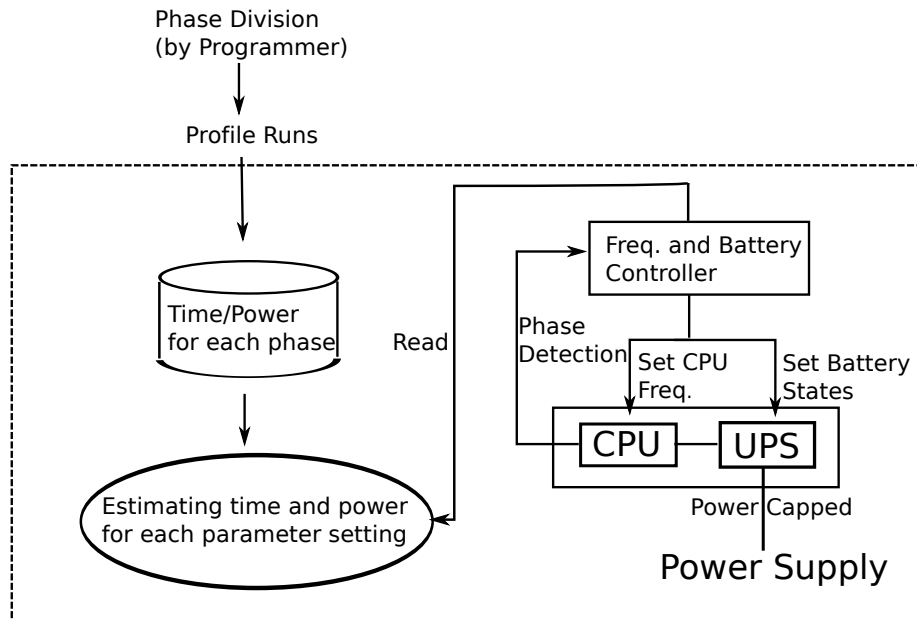 Phase Division
(by Programmer)
Profile Runs
Time/Power
for each phase
Estimating time and power
for each parameter setting
Read
Freq. and Battery
Controller
Phase
Detection
Set CPU
Freq.
Set Battery
States
CPU
UPS
Power Capped
Power Supply